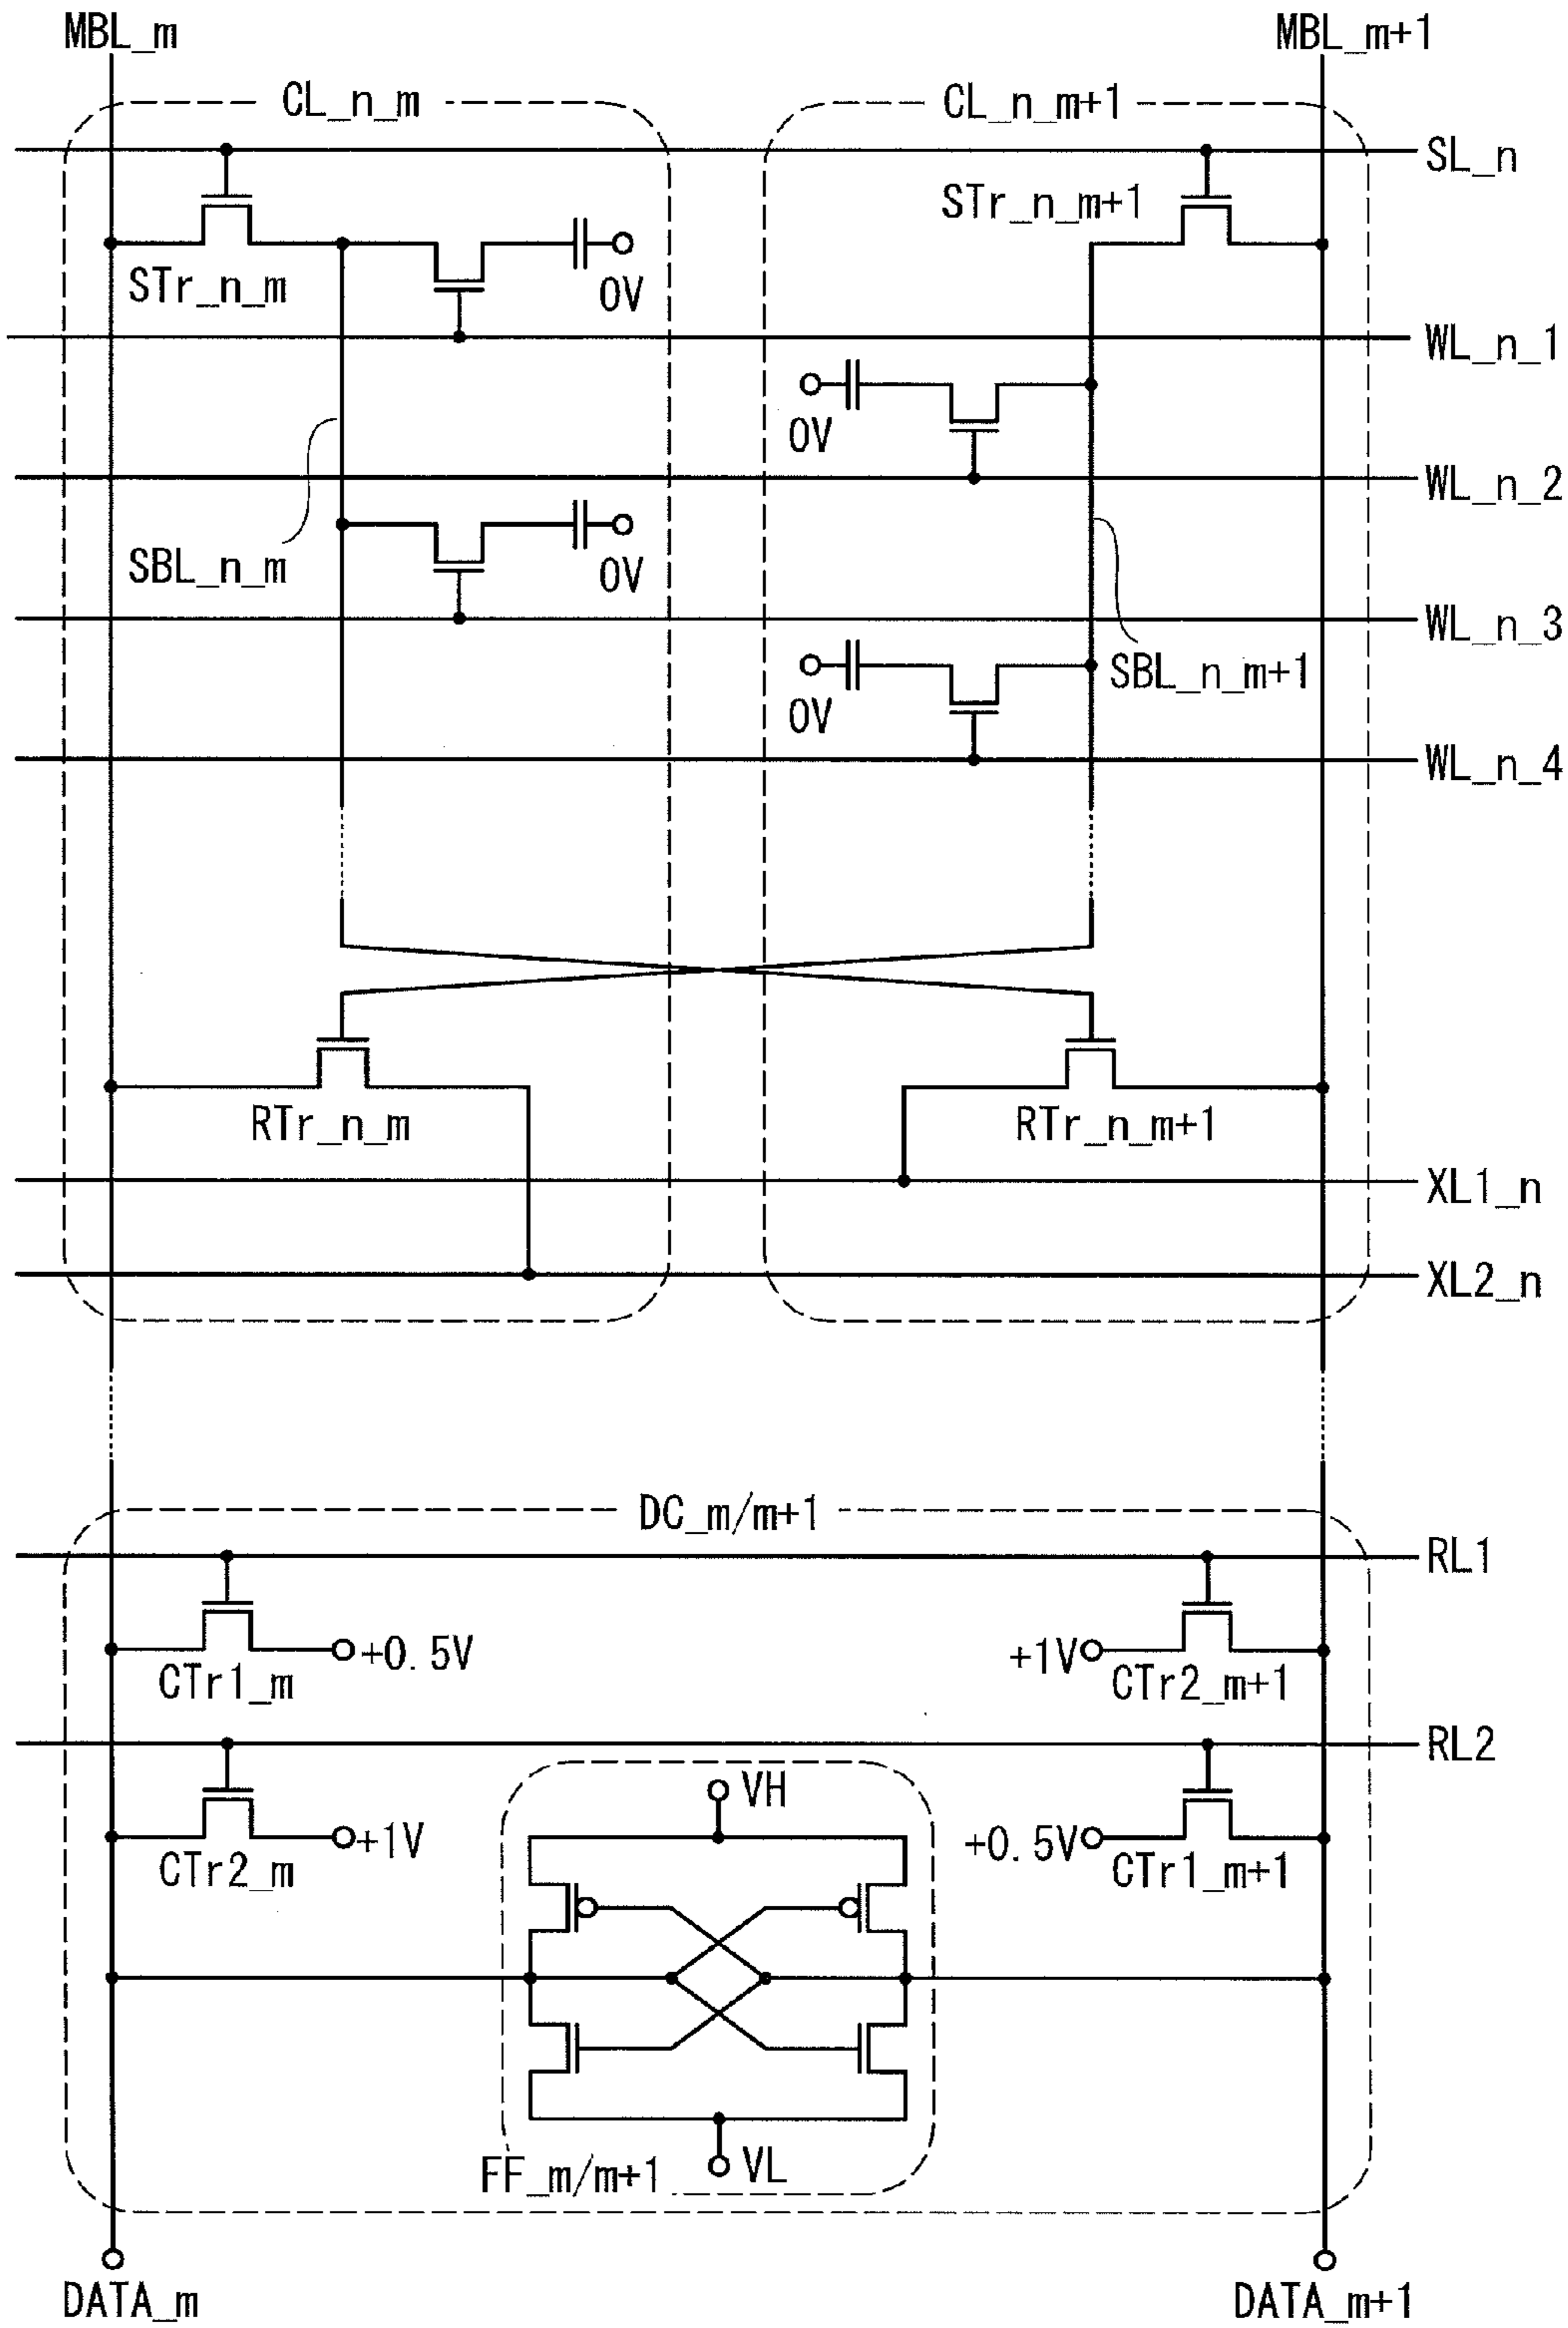 MBL_m
MBL_m+1
CL_n_m
CL_n_m+1
SL_n
STr_n_m+1
STr_n_m
0V
WL_n_1
0V
WL_n_2
SBL_n_m
0V
WL_n_3
SBL_n_m+1
0V
WL_n_4
RTr_n_m
RTr_n_m+1
XL1_n
XL2_n
DC_m/m+1
RL1
+0.5V
+1V
CTr1_m
CTr2_m+1
RL2
VH
+1V
+0.5V
CTr2_m
CTr1_m+1
FF_m/m+1
VL
DATA_m
DATA_m+1